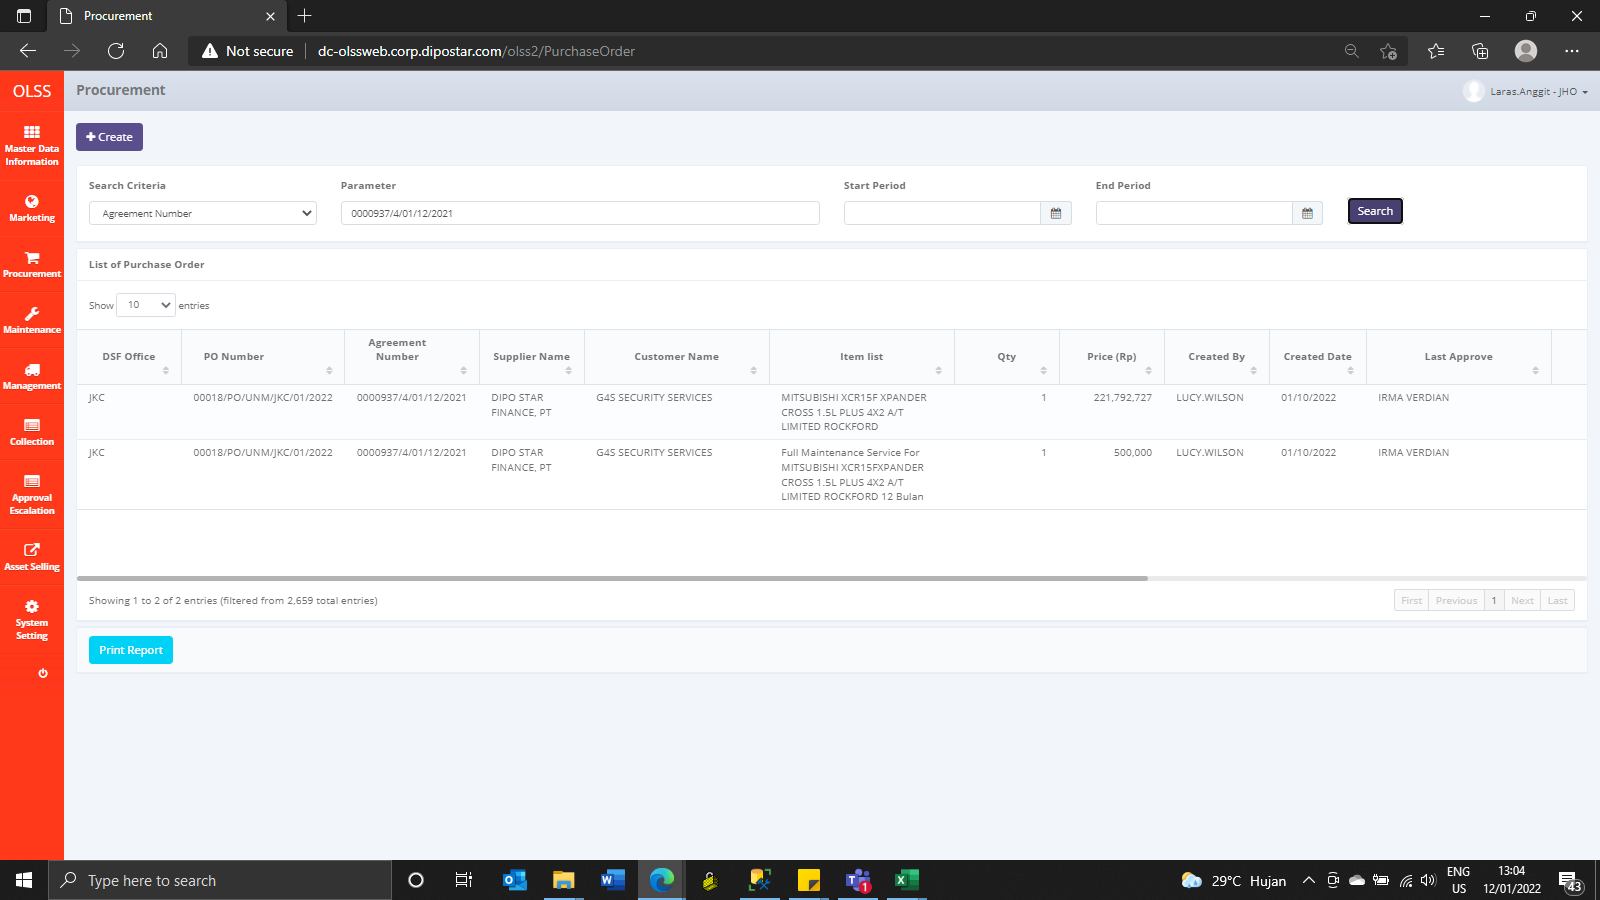 Procurement
Not secure
dc-olssweb.corp.dipostar.com/olss2/PurchaseOrder
OLSS
Procurement
Laras.Anggit - JHO
Master Data
Information
Marketing
Procurement
Maintenance
Management
Collection
Approval
Escalation
Asset Selling
System
Setting
Create
Search Criteria
Parameter
Start Period
End Period
Agreement Number
0000937/4/01/12/2021
Search
List of Purchase Order
Show 10 entries
DSF Office
PO Number
Agreement
Number
Supplier Name
Customer Name
Item list
Qty
Price (Rp)
Created By
Created Date
Last Approve
JKC
00018/PO/UNM/JKC/01/2022
0000937/4/01/12/2021
DIPO STAR
FINANCE, PT
G4S SECURITY SERVICES
MITSUBISHI XCR15F XPANDER
CROSS 1.5L PLUS 4X2 A/T
LIMITED ROCKFORD
1
221,792,727
LUCY.WILSON
01/10/2022
IRMA VERDIAN
JKC
00018/PO/UNM/JKC/01/2022
0000937/4/01/12/2021
DIPO STAR
FINANCE, PT
G4S SECURITY SERVICES
Full Maintenance Service For
MITSUBISHI XCR15FXPANDER
CROSS 1.5L PLUS 4X2 A/T
LIMITED ROCKFORD 12 Bulan
1
500,000
LUCY.WILSON
01/10/2022
IRMA VERDIAN
Showing 1 to 2 of 2 entries (filtered from 2,659 total entries)
First Previous 1 Next Last
Print Report
Type here to search
29°C Hujan
ENG
US
13:04
12/01/2022
43